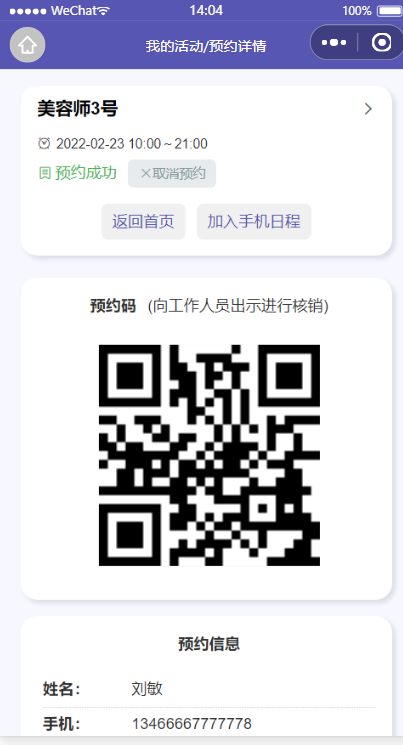 WeChat 14:04 100%
我的活动/预约详情
美容师3号
2022-02-23 10:00～21:00
预约成功 ×取消预约
返回首页 加入手机日程
预约码 (向工作人员出示进行核销)
预约信息
姓名： 刘敏
手机： 13466667777778